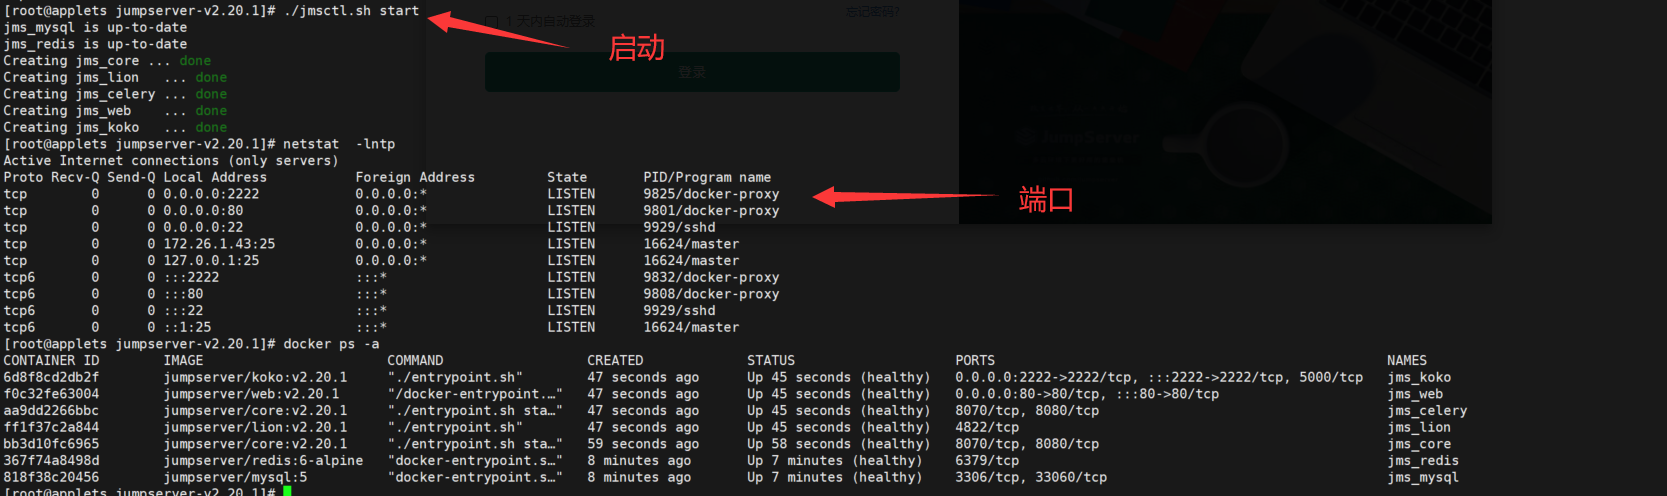 [root@applets jumpserver-v2.20.1]# ./jmsctl.sh start
忘记密码?
1 天内自动登录
jms_mysql is up-to-date
启动
jms_redis is up-to-date
Creating jms_core ... done
登录
Creating jms_lion   ... done
Creating jms_celery ... done
Creating jms_web    ... done
Creating jms_koko   ... done
JumpServer
[root@applets jumpserver-v2.20.1]# netstat  -lntp
Active Internet connections (only servers)
Proto Recv-Q Send-Q Local Address           Foreign Address         State       PID/Program name
tcp        0      0 0.0.0.0:2222            0.0.0.0:*               LISTEN      9825/docker-proxy
端口
tcp        0      0 0.0.0.0:80              0.0.0.0:*               LISTEN      9801/docker-proxy
tcp        0      0 0.0.0.0:22              0.0.0.0:*               LISTEN      9929/sshd
tcp        0      0 172.26.1.43:25          0.0.0.0:*               LISTEN      16624/master
tcp        0      0 127.0.0.1:25            0.0.0.0:*               LISTEN      16624/master
tcp6       0      0 :::2222                 :::*                    LISTEN      9832/docker-proxy
tcp6       0      0 :::80                   :::*                    LISTEN      9808/docker-proxy
tcp6       0      0 :::22                   :::*                    LISTEN      9929/sshd
tcp6       0      0 ::1:25                  :::*                    LISTEN      16624/master
[root@applets jumpserver-v2.20.1]# docker ps -a
CONTAINER ID        IMAGE                       COMMAND                  CREATED             STATUS                    PORTS                                                 NAMES
6d8f8cd2db2f        jumpserver/koko:v2.20.1     "./entrypoint.sh"        47 seconds ago      Up 45 seconds (healthy)   0.0.0.0:2222->2222/tcp, :::2222->2222/tcp, 5000/tcp   jms_koko
f0c32fe63004        jumpserver/web:v2.20.1      "/docker-entrypoint.…"   47 seconds ago      Up 45 seconds (healthy)   0.0.0.0:80->80/tcp, :::80->80/tcp                     jms_web
aa9dd2266bbc        jumpserver/core:v2.20.1     "./entrypoint.sh sta…"   47 seconds ago      Up 45 seconds (healthy)   8070/tcp, 8080/tcp                                    jms_celery
ff1f37c2a844        jumpserver/lion:v2.20.1     "./entrypoint.sh"        47 seconds ago      Up 45 seconds (healthy)   4822/tcp                                              jms_lion
bb3d10fc6965        jumpserver/core:v2.20.1     "./entrypoint.sh sta…"   59 seconds ago      Up 58 seconds (healthy)   8070/tcp, 8080/tcp                                    jms_core
367f74a8498d        jumpserver/redis:6-alpine   "docker-entrypoint.s…"   8 minutes ago       Up 7 minutes (healthy)    6379/tcp                                              jms_redis
818f38c20456        jumpserver/mysql:5          "docker-entrypoint.s…"   8 minutes ago       Up 7 minutes (healthy)    3306/tcp, 33060/tcp                                   jms_mysql
[root@applets jumpserver-v2.20.1]#